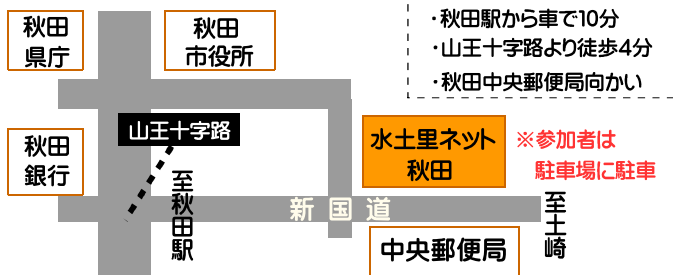 秋田
県庁
秋田
市役所
・秋田駅から車で10分
・山王十字路より徒歩4分
・秋田中央郵便局向かい
山王十字路
秋田
銀行
水土里ネット
秋田
※参加者は
駐車場に駐車
至秋田駅
新国道
至土崎
中央郵便局